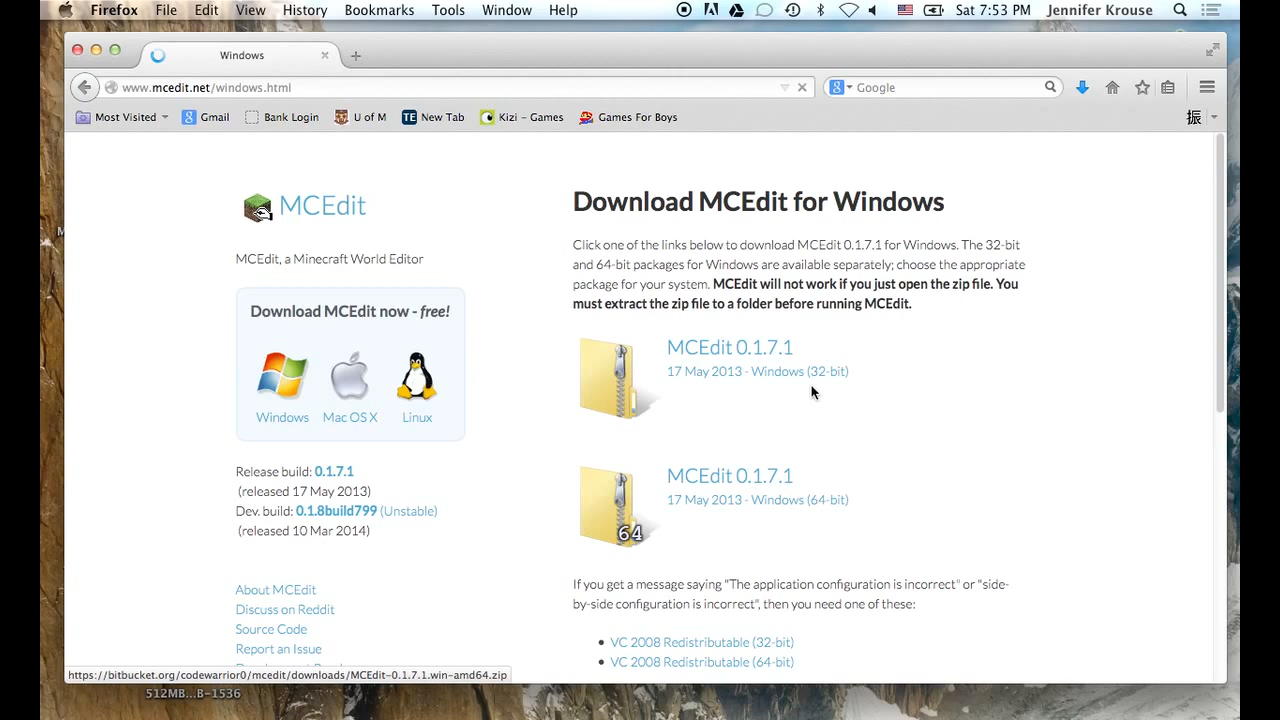 Firefox File Edit View History Bookmarks Tools Window Help Sat 7:53 PM Jennifer Krouse
Windows
www.mcedit.net/windows.html
Google
Most Visited Gmail Bank Login U of M TE New Tab Kizi - Games Games For Boys 振
MCEdit
MCEdit, a Minecraft World Editor
Download MCEdit now - free!
Windows Mac OS X Linux
Release build: 0.1.7.1
(released 17 May 2013)
Dev. build: 0.1.8build799 (Unstable)
(released 10 Mar 2014)
About MCEdit
Discuss on Reddit
Source Code
Report an Issue
Download MCEdit for Windows
Click one of the links below to download MCEdit 0.1.7.1 for Windows. The 32-bit
and 64-bit packages for Windows are available separately; choose the appropriate
package for your system. MCEdit will not work if you just open the zip file. You
must extract the zip file to a folder before running MCEdit.
MCEdit 0.1.7.1
17 May 2013 - Windows (32-bit)
MCEdit 0.1.7.1
17 May 2013 - Windows (64-bit)
64
If you get a message saying "The application configuration is incorrect" or "side-
by-side configuration is incorrect", then you need one of these:
• VC 2008 Redistributable (32-bit)
• VC 2008 Redistributable (64-bit)
https://bitbucket.org/codewarrior0/mcedit/downloads/MCEdit-0.1.7.1.win-amd64.zip
512MB...B-1536